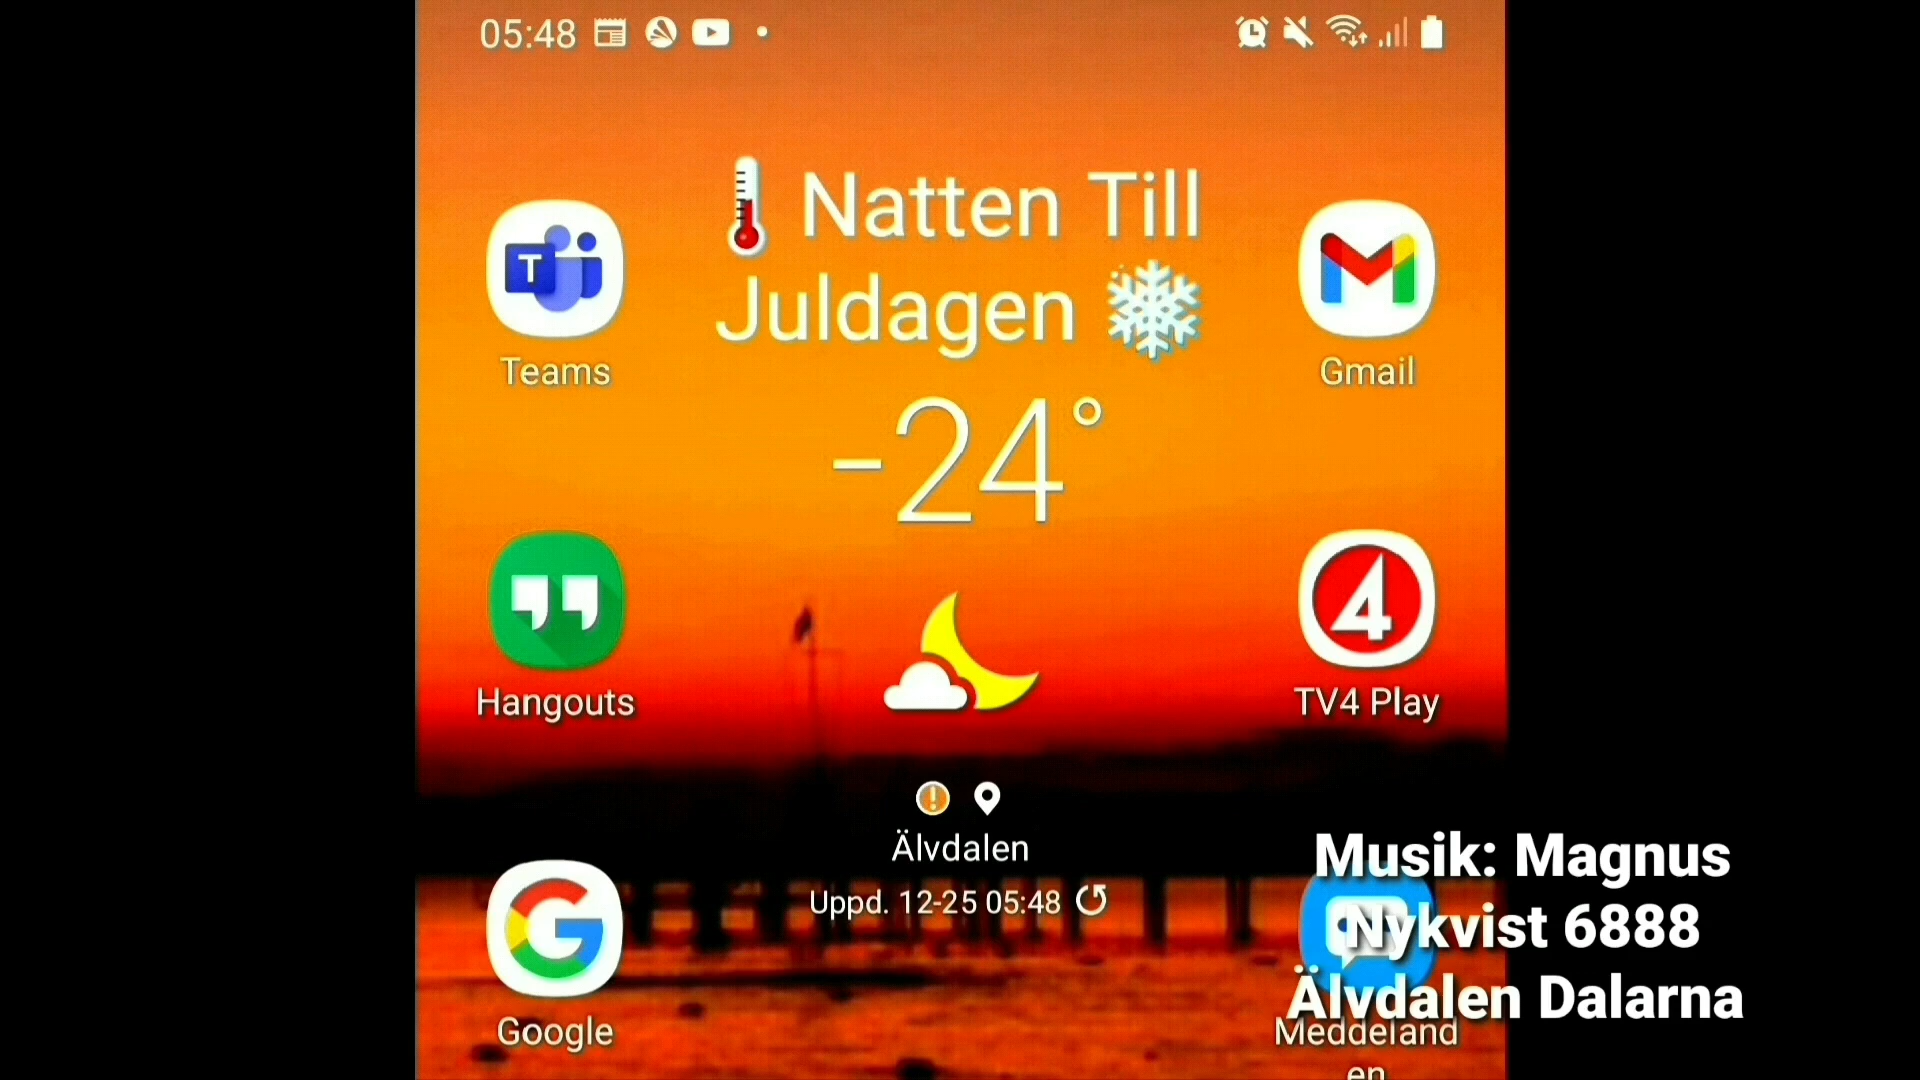 05:48
Natten Till
Juldagen
-24°
T
Teams
Gmail
Hangouts
4
TV4 Play
Älvdalen
Uppd. 12-25 05:48
G
Google
Musik: Magnus
Nykvist 6888
Älvdalen Dalarna
Meddeland
en